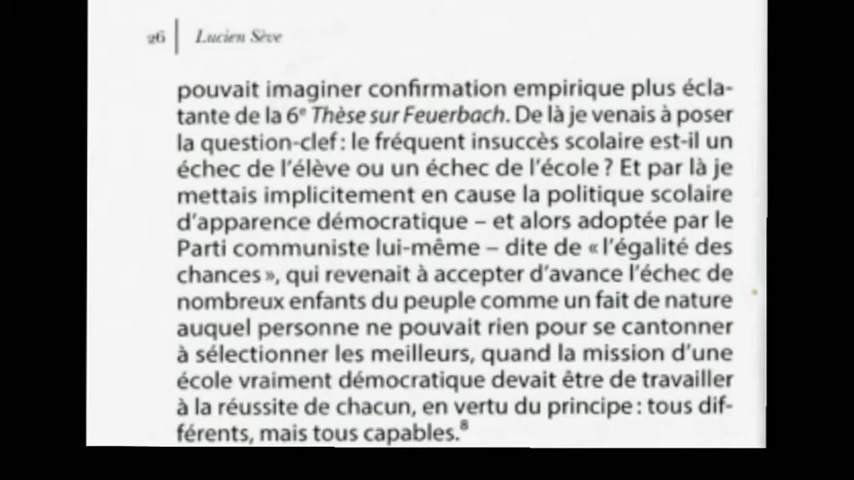 26 | Lucien Sève
pouvait imaginer confirmation empirique plus écla-
tante de la 6e Thèse sur Feuerbach. De là je venais à poser
la question-clef : le fréquent insuccès scolaire est-il un
échec de l'élève ou un échec de l'école ? Et par là je
mettais implicitement en cause la politique scolaire
d'apparence démocratique – et alors adoptée par le
Parti communiste lui-même – dite de « l'égalité des
chances », qui revenait à accepter d'avance l'échec de
nombreux enfants du peuple comme un fait de nature
auquel personne ne pouvait rien pour se cantonner
à sélectionner les meilleurs, quand la mission d'une
école vraiment démocratique devait être de travailler
à la réussite de chacun, en vertu du principe : tous dif-
férents, mais tous capables.8